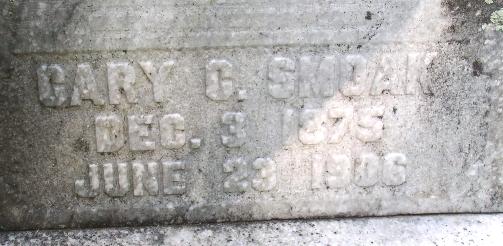 CARY C. SMOAK
DEC. 3 1875
JUNE 23 1906